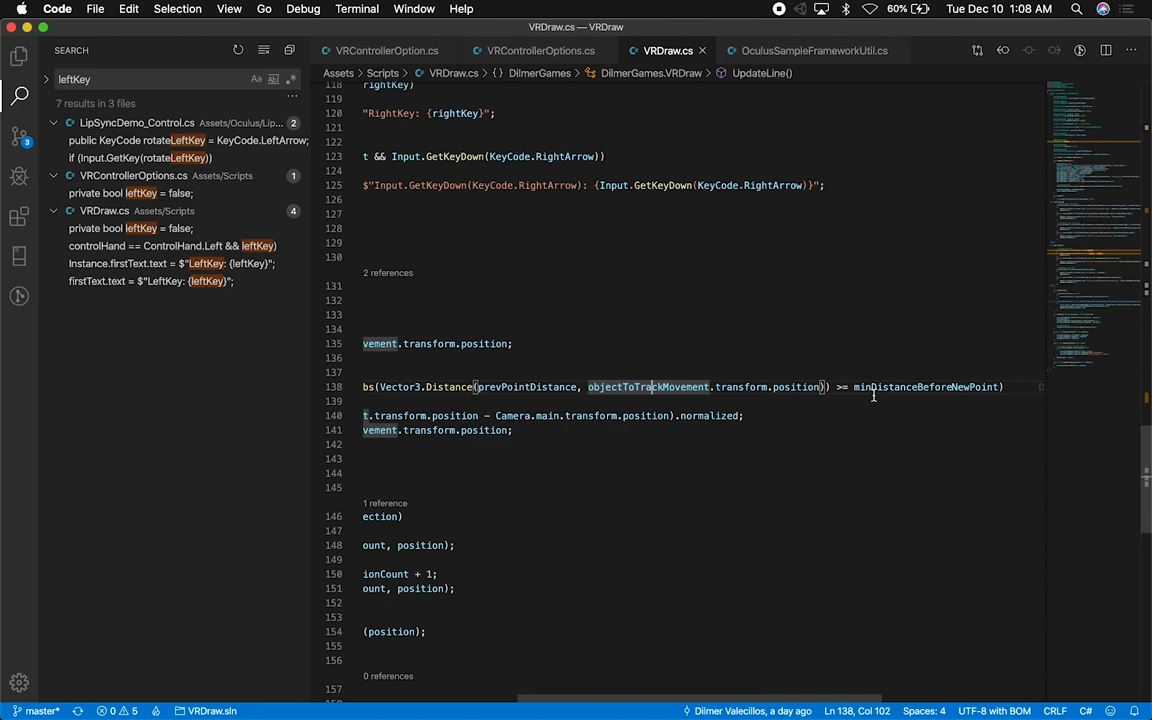 Code File Edit Selection View Go Debug Terminal Window Help 60% Tue Dec 10 1:08 AM
VRDraw.cs — VRDraw
SEARCH
VRControllerOption.cs VRControllerOptions.cs VRDraw.cs OculusSampleFrameworkUtil.cs
leftKey
Assets > Scripts > VRDraw.cs > {} DilmerGames > DilmerGames.VRDraw > UpdateLine()
7 results in 3 files
LipSyncDemo_Control.cs Assets/Oculus/Lip... 2
public KeyCode rotateLeftKey = KeyCode.LeftArrow;
if (Input.GetKey(rotateLeftKey))
VRControllerOptions.cs Assets/Scripts 1
private bool leftKey = false;
VRDraw.cs Assets/Scripts 4
private bool leftKey = false;
controlHand == ControlHand.Left && leftKey)
Instance.firstText.text = $"LeftKey: {leftKey}";
firstText.text = $"LeftKey: {leftKey}";
118 rightKey)
119
120 "RightKey: {rightKey}";
121
122
123 t && Input.GetKeyDown(KeyCode.RightArrow))
124
125 $"Input.GetKeyDown(KeyCode.RightArrow): {Input.GetKeyDown(KeyCode.RightArrow)}";
126
127
128
129
130
2 references
131
132
133
134
135 vement.transform.position;
136
137
138 bs(Vector3.Distance(prevPointDistance, objectToTrackMovement.transform.position)) >= minDistanceBeforeNewPoint) D
139
140 t.transform.position - Camera.main.transform.position).normalized;
141 vement.transform.position;
142
143
144
145
1 reference
146 ection)
147
148 ount, position);
149
150 ionCount + 1;
151 ount, position);
152
153
154 (position);
155
156
0 references
157
master* 0 5 VRDraw.sln Dilmer Valecillos, a day ago Ln 138, Col 102 Spaces: 4 UTF-8 with BOM CRLF C#